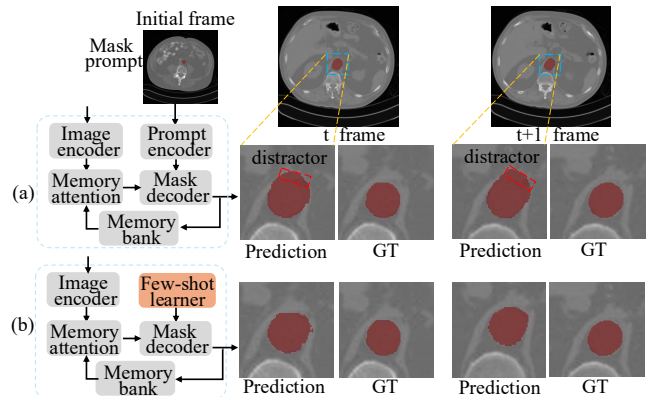 Initial frame
Mask
prompt
t frame
t+1 frame
(a)
Image
encoder
Prompt
encoder
Memory
attention
Mask
decoder
Memory
bank
distractor
Prediction
GT
distractor
Prediction
GT
(b)
Image
encoder
Few-shot
learner
Memory
attention
Mask
decoder
Memory
bank
Prediction
GT
Prediction
GT